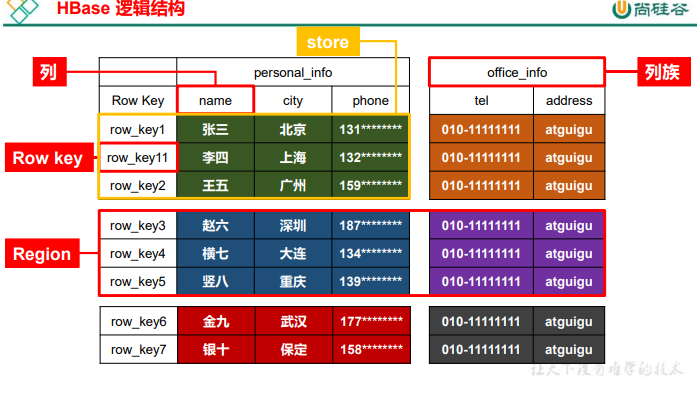 HBase 逻辑结构
尚硅谷
store
列
personal_info
office_info
列族
Row Key name city phone tel address
row_key1 张三 北京 131******** 010-11111111 atguigu
Row key
row_key11 李四 上海 132******** 010-11111111 atguigu
row_key2 王五 广州 159******** 010-11111111 atguigu
row_key3 赵六 深圳 187******** 010-11111111 atguigu
Region
row_key4 横七 大连 134******** 010-11111111 atguigu
row_key5 竖八 重庆 139******** 010-11111111 atguigu
row_key6 金九 武汉 177******** 010-11111111 atguigu
row_key7 银十 保定 158******** 010-11111111 atguigu
让天下没有难学的技术